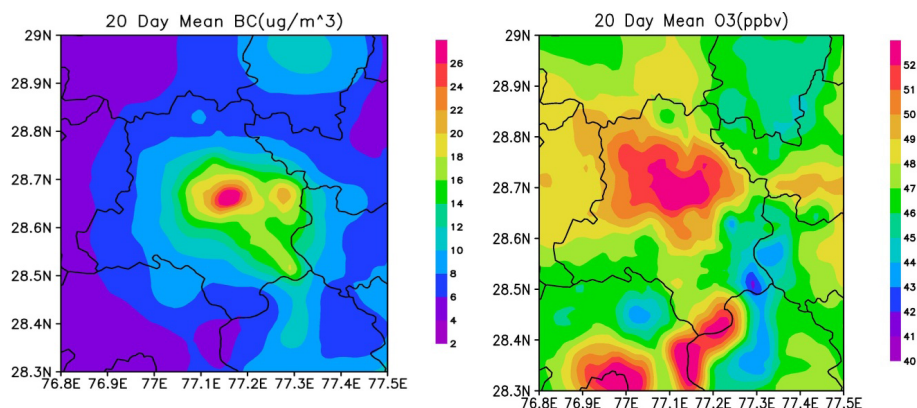 20 Day Mean BC(ug/m^3)
29N
28.9N
28.8N
28.7N
28.6N
28.5N
28.4N
28.3N
76.8E 76.9E 77E 77.1E 77.2E 77.3E 77.4E 77.5E
26
24
22
20
18
16
14
12
10
8
6
4
2
20 Day Mean O3(ppbv)
29N
28.9N
28.8N
28.7N
28.6N
28.5N
28.4N
28.3N
76.8E 76.9E 77E 77.1E 77.2E 77.3E 77.4E 77.5E
52
51
50
49
48
47
46
45
44
43
42
41
40